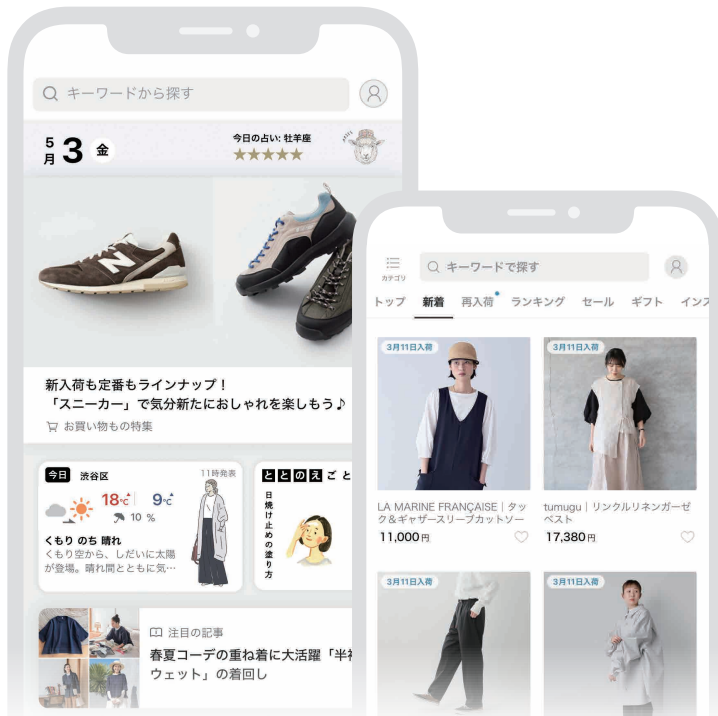 キーワードから探す
5月3 金
今日の占い: 牡羊座
★★★★★
N
新入荷も定番もラインナップ！
「スニーカー」で気分新たにおしゃれを楽しもう♪
お買い物もの特集
今日 渋谷区
11時発表
18℃ 9℃
10 %
くもり のち 晴れ
くもり空から、しだいに太陽
が登場。晴れ間とともに気…
ととのえごと
日焼け止めの塗り方
注目の記事
春夏コーデの重ね着に大活躍「半
ウェット」の着回し
カテゴリ
キーワードで探す
トップ 新着 再入荷 ランキング セール ギフト インス
3月11日入荷
LA MARINE FRANÇAISE｜タッ
ク＆ギャザースリーブカットソー
11,000円
3月11日入荷
tumugu｜リンクルリネンガーゼ
ベスト
17,380円
3月11日入荷
3月11日入荷